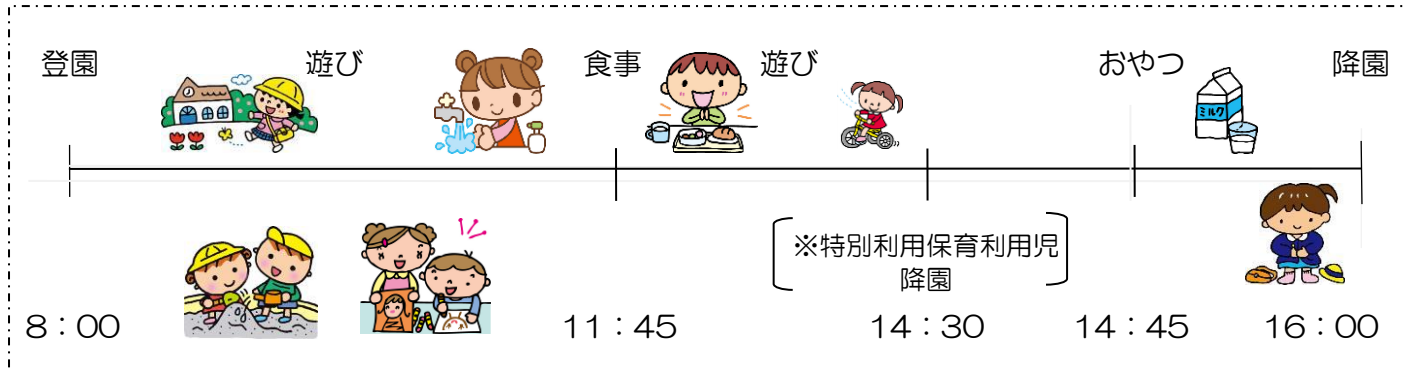 登園
遊び
食事
遊び
おやつ
降園
ミルク
※特別利用保育利用児
降園
8：00
11：45
14：30
14：45
16：00